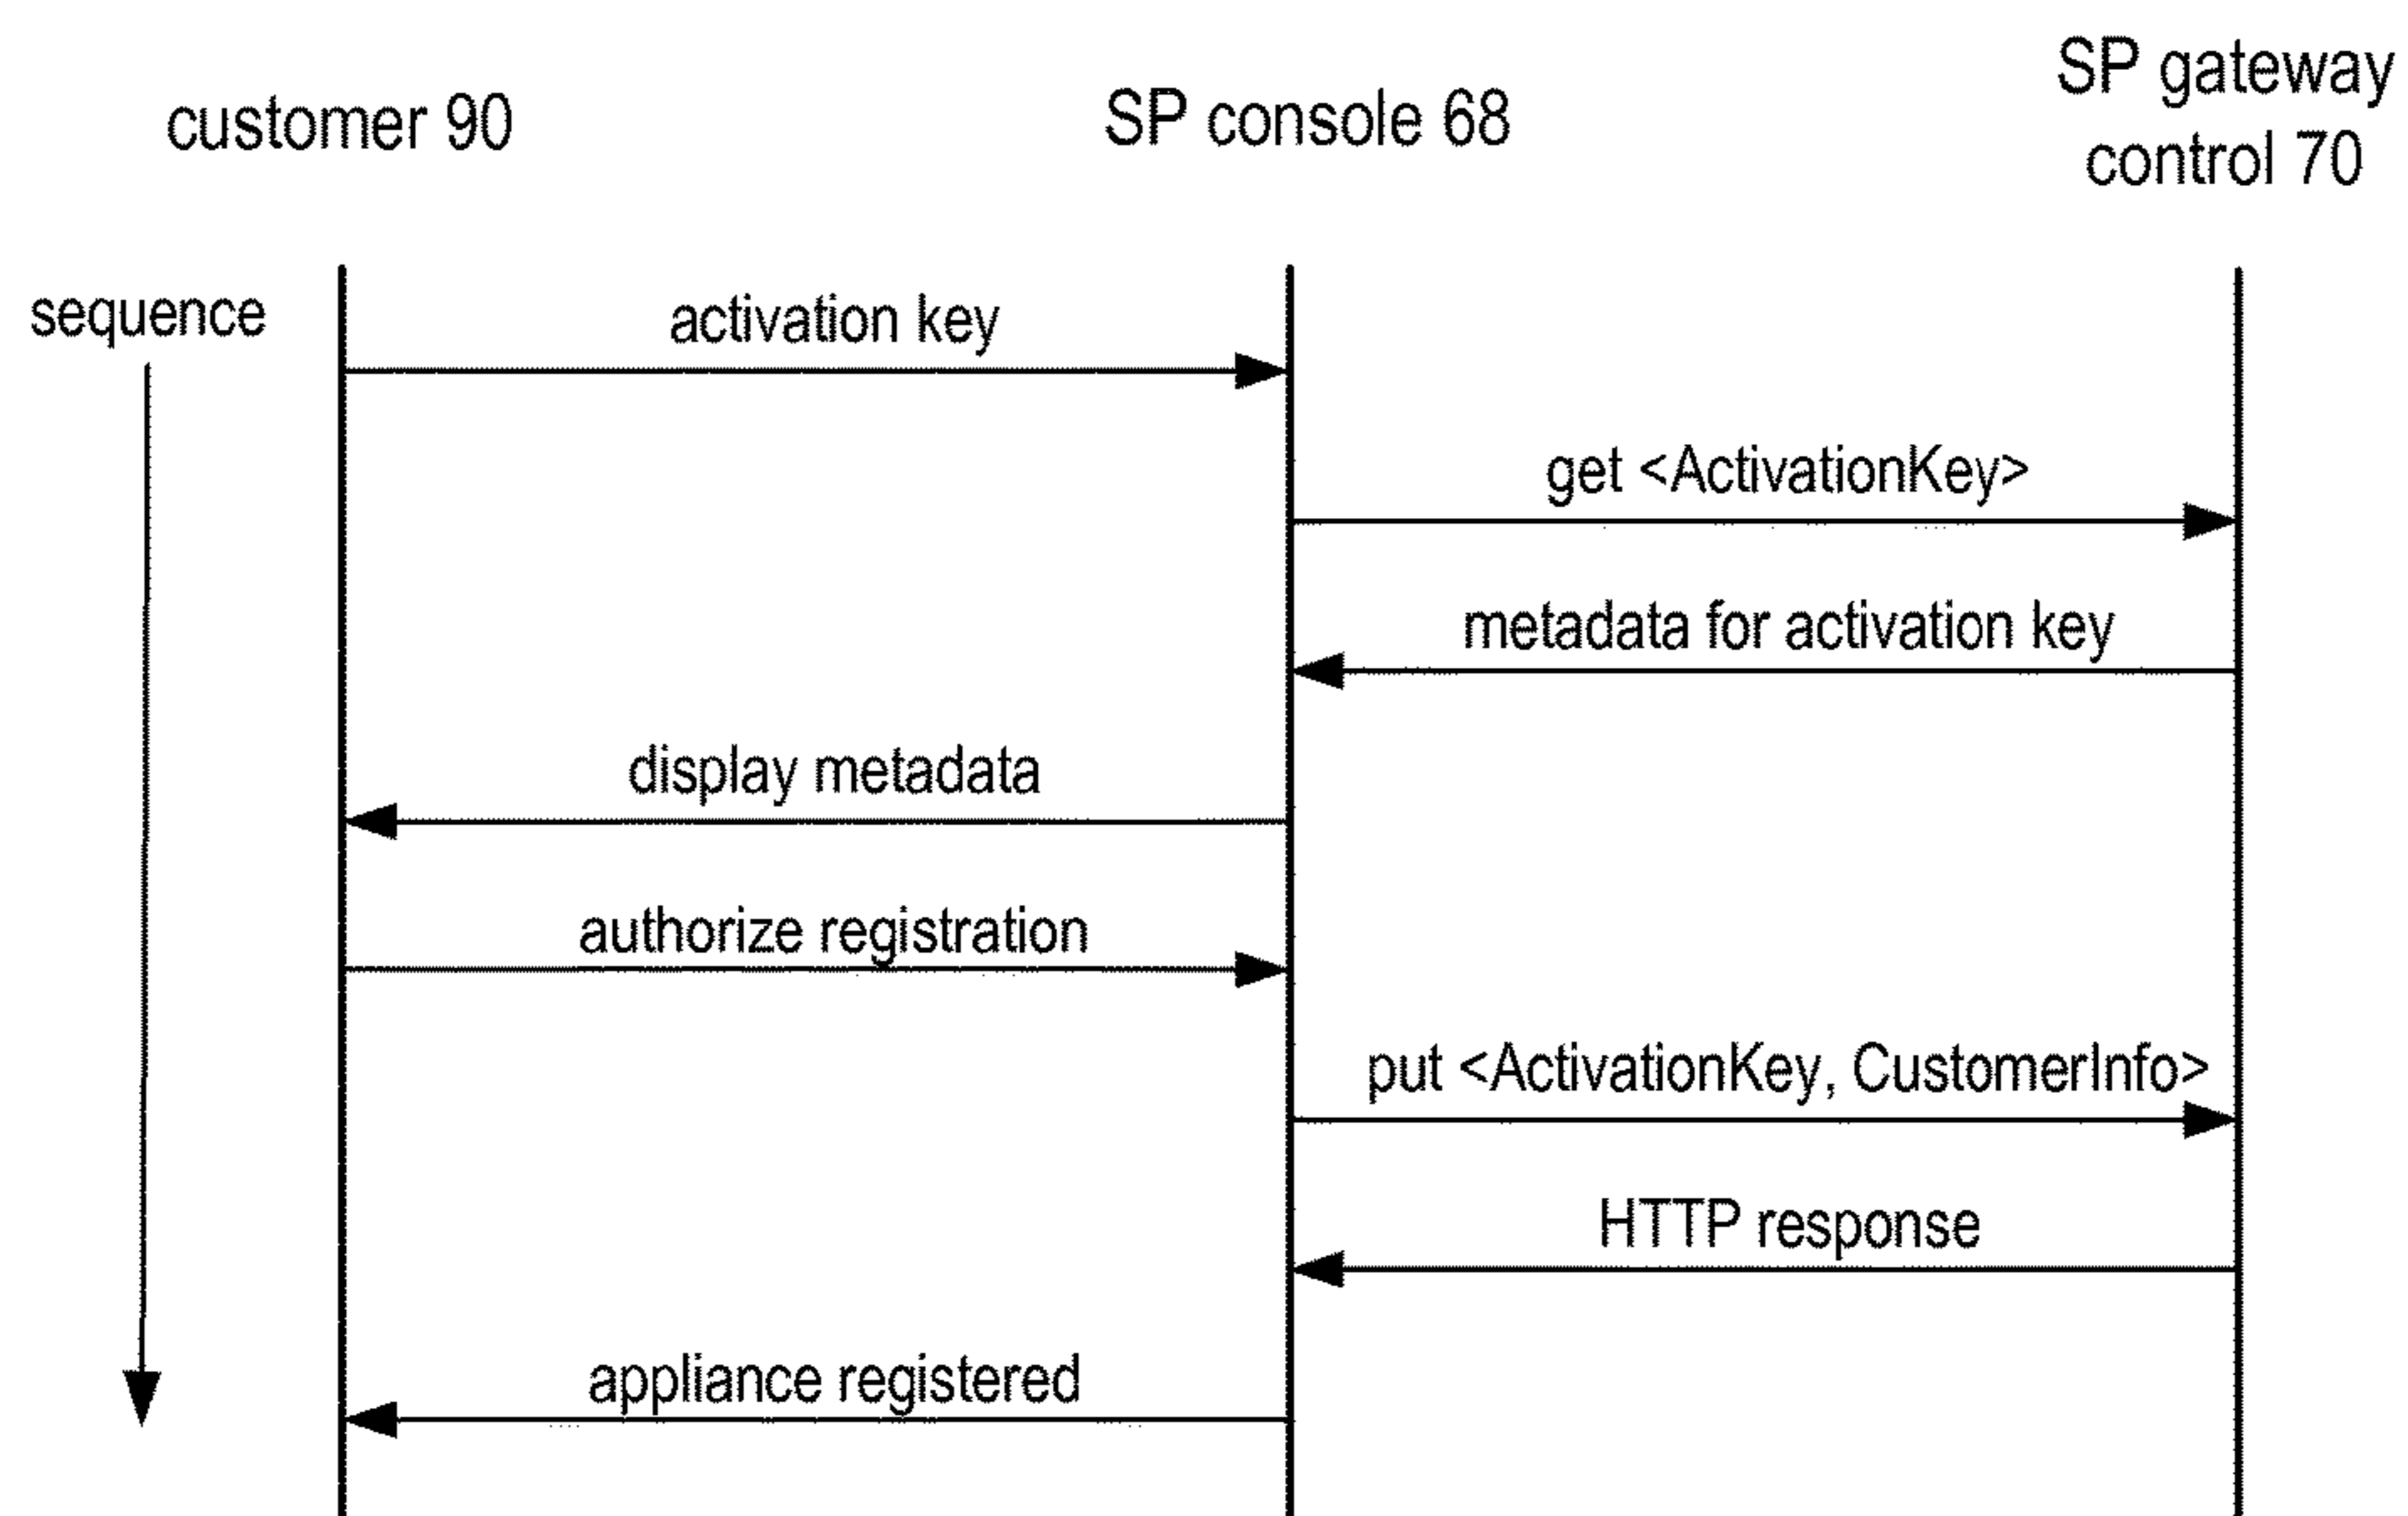 SP gateway
control 70
customer 90
SP console 68
sequence
activation key
get <ActivationKey>
metadata for activation key
display metadata
authorize registration
put <ActivationKey, CustomerInfo>
HTTP response
appliance registered